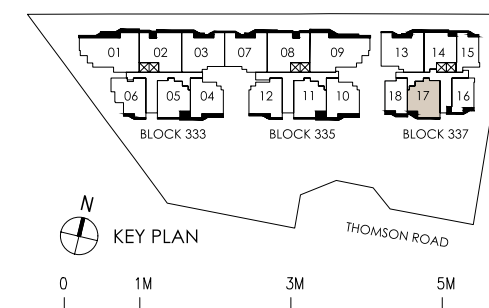 01 02 03 07 08 09 13 14 15
06 05 04 12 11 10 18 17 16
BLOCK 333 BLOCK 335 BLOCK 337
THOMSON ROAD
N
KEY PLAN
0 1M 3M 5M